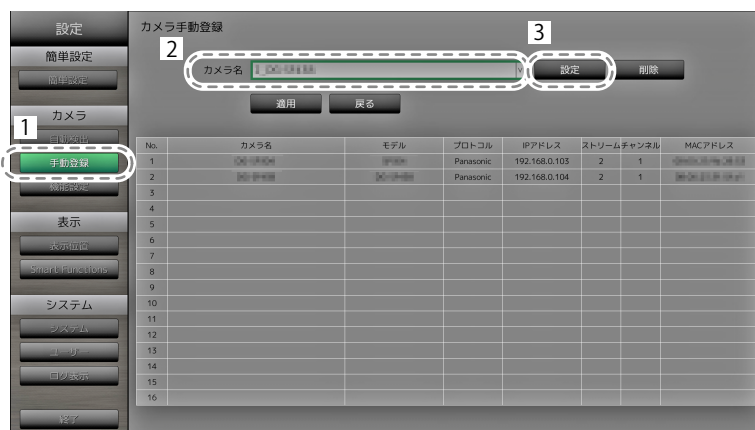 設定
簡単設定
簡単設定
カメラ
1
自動検出
手動登録
機能設定
表示
表示位置
Smart Functions
システム
システム
ユーザー
ログ表示
終了
カメラ手動登録
2
3
カメラ名
設定
削除
適用
戻る
No. カメラ名 モデル プロトコル IPアドレス ストリーム チャンネル MACアドレス
1 Panasonic 192.168.0.103 2 1
2 Panasonic 192.168.0.104 2 1
3
4
5
6
7
8
9
10
11
12
13
14
15
16